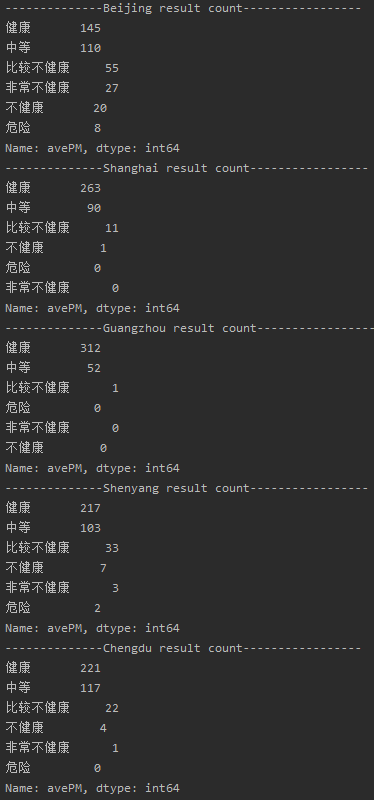 --------------Beijing result count-----------------
健康       145
中等       110
比较不健康     55
非常不健康     27
不健康       20
危险         8
Name: avePM, dtype: int64
--------------Shanghai result count-----------------
健康       263
中等        90
比较不健康     11
不健康        1
危险         0
非常不健康      0
Name: avePM, dtype: int64
--------------Guangzhou result count-----------------
健康       312
中等        52
比较不健康      1
危险         0
非常不健康      0
不健康        0
Name: avePM, dtype: int64
--------------Shenyang result count-----------------
健康       217
中等       103
比较不健康     33
不健康        7
非常不健康      3
危险         2
Name: avePM, dtype: int64
--------------Chengdu result count-----------------
健康       221
中等       117
比较不健康     22
不健康        4
非常不健康      1
危险         0
Name: avePM, dtype: int64